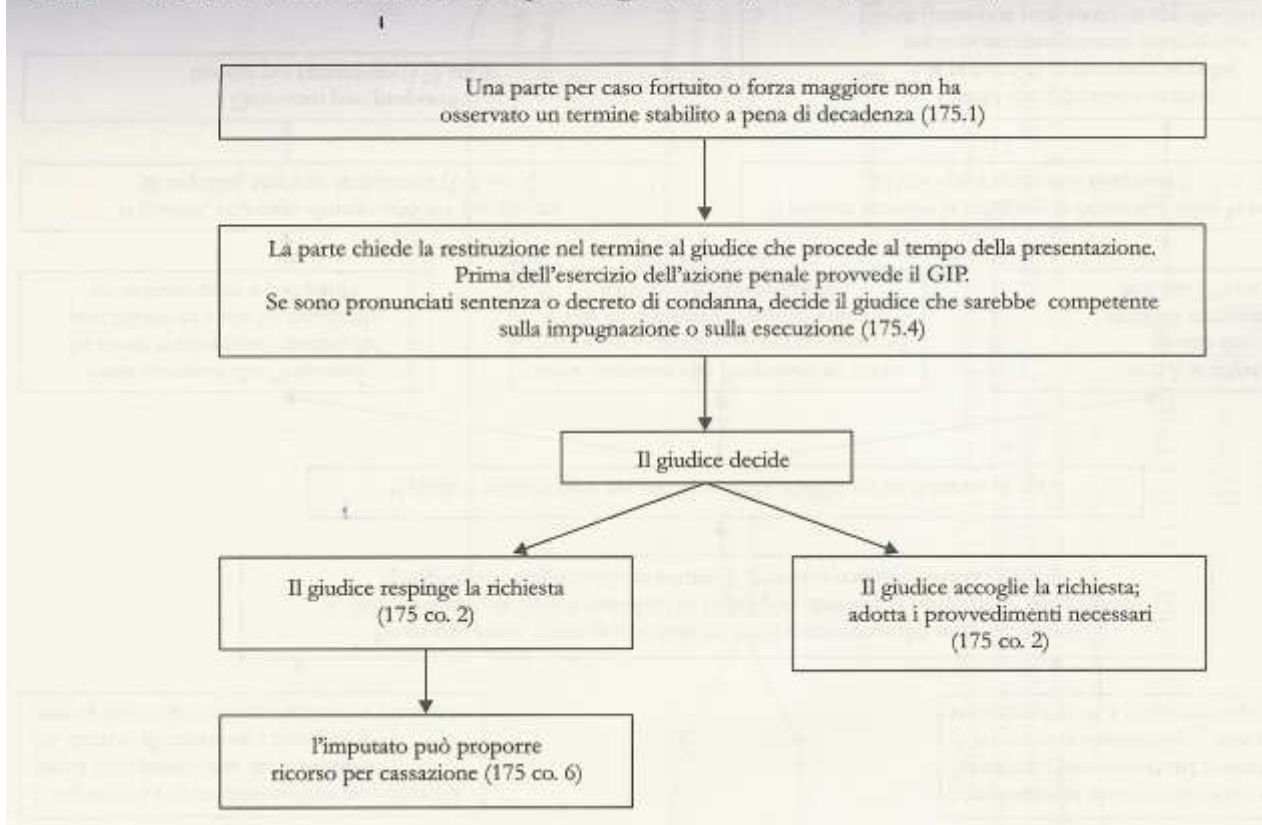 Una parte per caso fortuito o forza maggiore non ha
osservato un termine stabilito a pena di decadenza (175.1)
La parte chiede la restituzione nel termine al giudice che procede al tempo della presentazione.
Prima dell'esercizio dell'azione penale provvede il GIP.
Se sono pronunciati sentenza o decreto di condanna, decide il giudice che sarebbe competente
sulla impugnazione o sulla esecuzione (175.4)
Il giudice decide
Il giudice respinge la richiesta
(175 co. 2)
Il giudice accoglie la richiesta;
adotta i provvedimenti necessari
(175 co. 2)
l'imputato può proporre
ricorso per cassazione (175 co. 6)